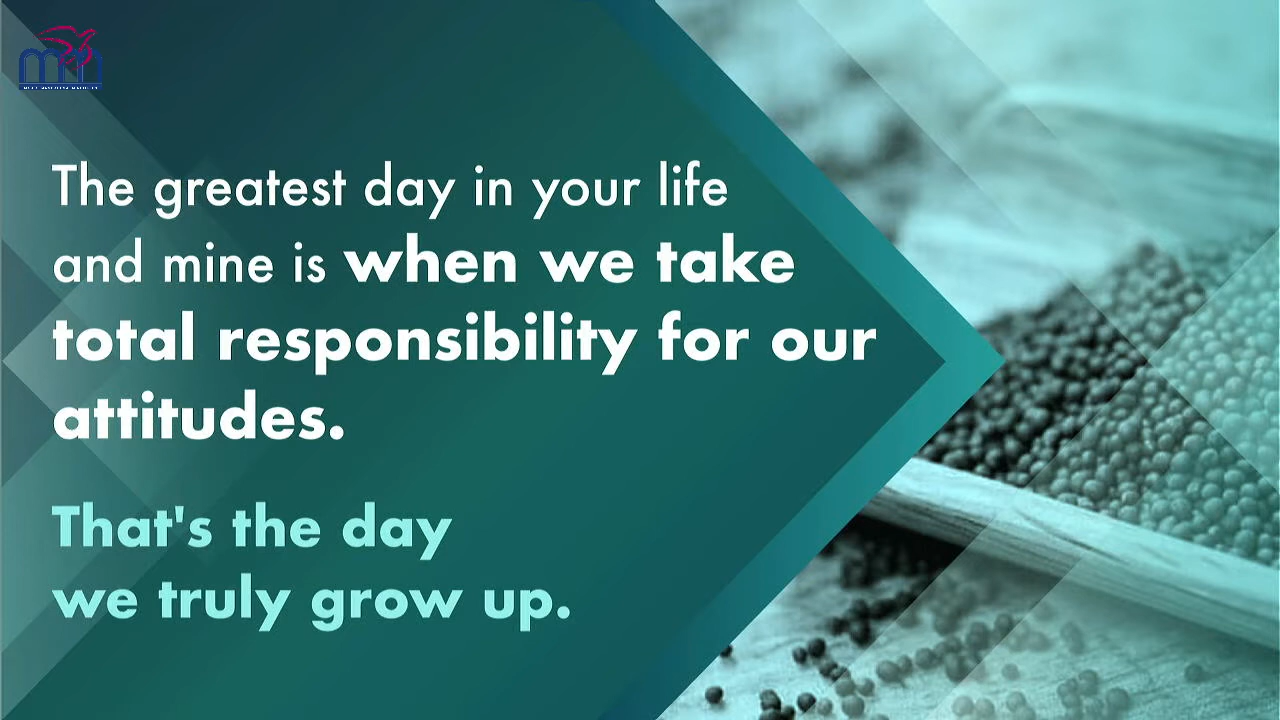 The greatest day in your life
and mine is when we take
total responsibility for our
attitudes.
That's the day
we truly grow up.